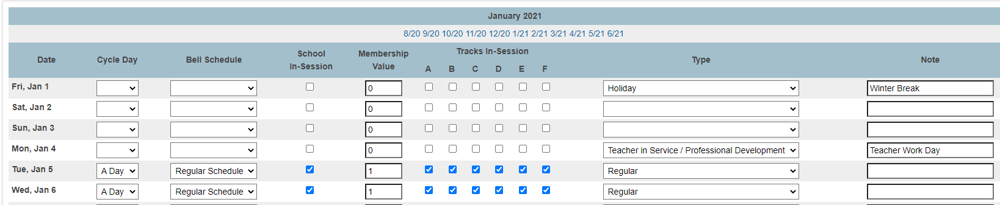 January 2021
8/20 9/20 10/20 11/20 12/20 1/21 2/21 3/21 4/21 5/21 6/21
Date Cycle Day Bell Schedule School In-Session Membership Value Tracks In-Session Type Note
A B C D E F
Fri, Jan 1 0 Holiday Winter Break
Sat, Jan 2 0
Sun, Jan 3 0
Mon, Jan 4 0 Teacher in Service / Professional Development Teacher Work Day
Tue, Jan 5 A Day Regular Schedule 1 Regular
Wed, Jan 6 A Day Regular Schedule 1 Regular